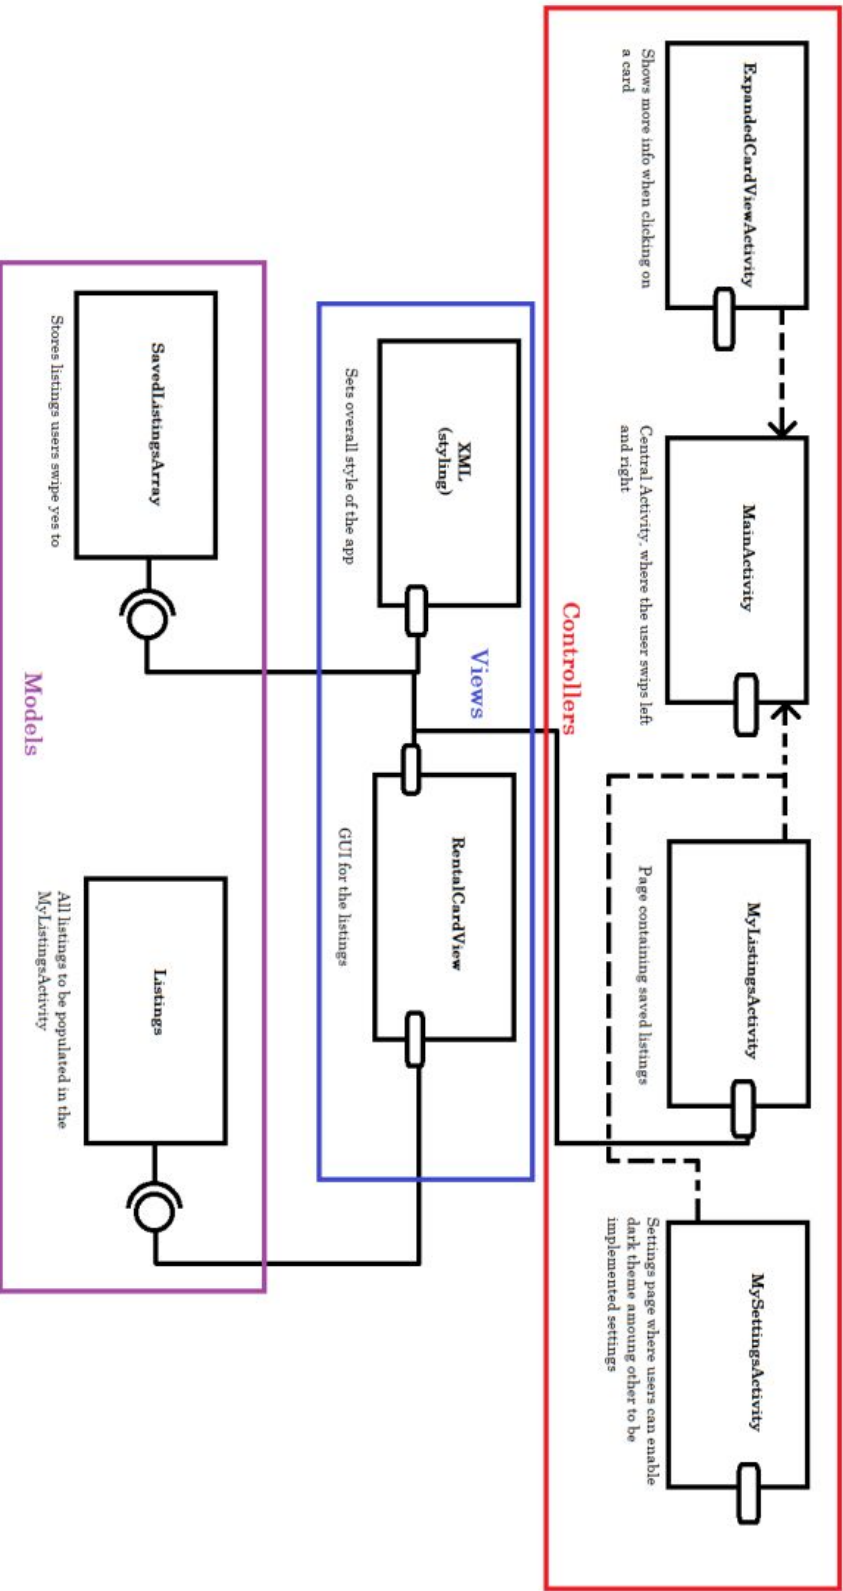 ExpandedCardViewActivity
Shows more info when clicking on
a card
MainActivity
Central Activity, where the user swips left
and right
MyListingsActivity
Page containing saved listings
MySettingsActivity
Settings page where users can enable
dark theme amoung other to be
implemented settings
Controllers
XML
(styling)
Sets overall style of the app
Views
RentalCardView
GUI for the listings
SavedListingsArray
Stores listings users swipe yes to
Listings
All listings to be populated in the
MyListingsActivity
Models